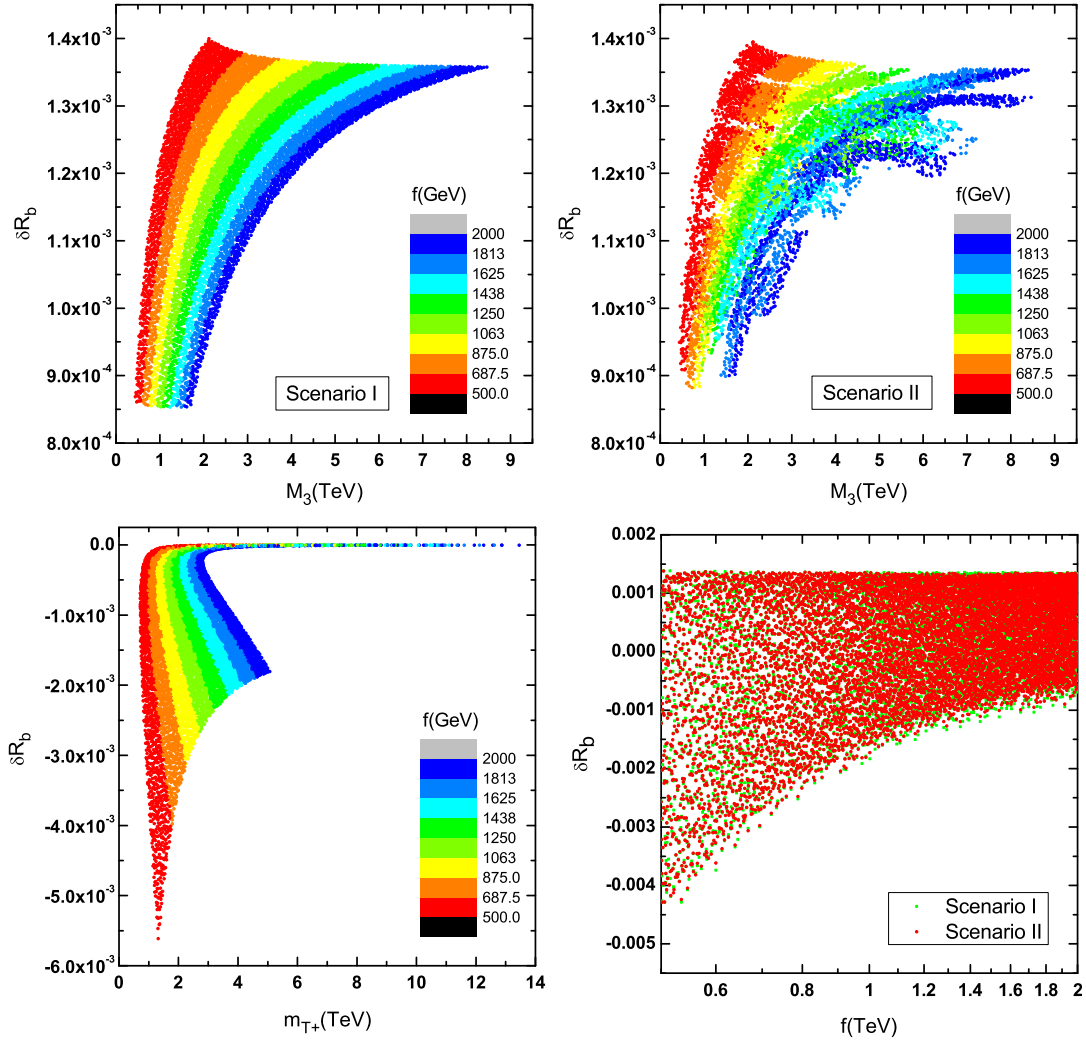 1.4x10⁻³
1.3x10⁻³
1.2x10⁻³
1.1x10⁻³
1.0x10⁻³
9.0x10⁻⁴
8.0x10⁻⁴
δR_b
f(GeV)
2000
1813
1625
1438
1250
1063
875.0
687.5
500.0
Scenario I
0 1 2 3 4 5 6 7 8 9
M₃(TeV)
1.4x10⁻³
1.3x10⁻³
1.2x10⁻³
1.1x10⁻³
1.0x10⁻³
9.0x10⁻⁴
8.0x10⁻⁴
δR_b
f(GeV)
2000
1813
1625
1438
1250
1063
875.0
687.5
500.0
Scenario II
0 1 2 3 4 5 6 7 8 9
M₃(TeV)
0.0
-1.0x10⁻³
-2.0x10⁻³
-3.0x10⁻³
-4.0x10⁻³
-5.0x10⁻³
-6.0x10⁻³
δR_b
f(GeV)
2000
1813
1625
1438
1250
1063
875.0
687.5
500.0
0 2 4 6 8 10 12 14
m_T+(TeV)
0.002
0.001
0.000
-0.001
-0.002
-0.003
-0.004
-0.005
δR_b
Scenario I
Scenario II
0.6 0.8 1 1.2 1.4 1.6 1.8 2
f(TeV)